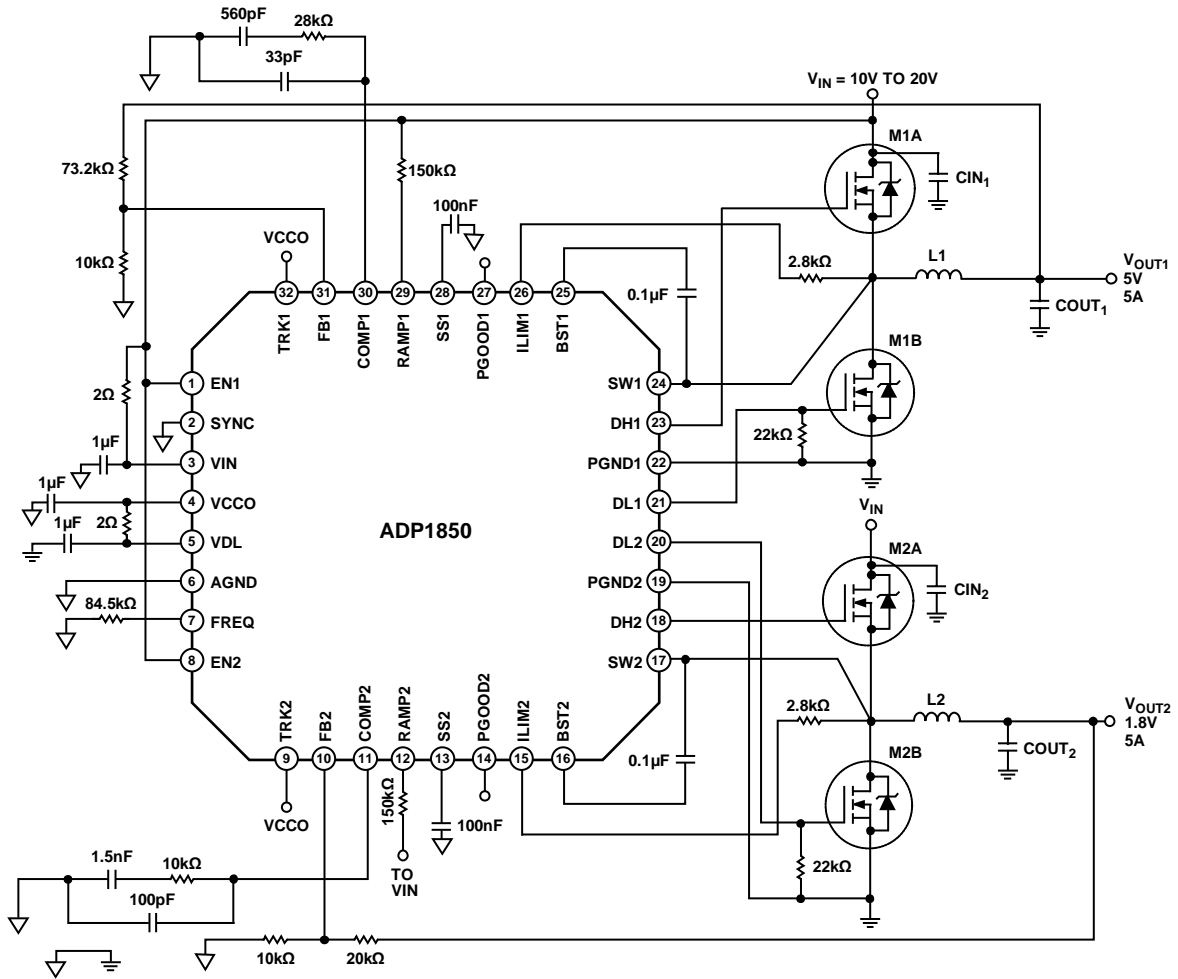 560pF
28kΩ
33pF
V_IN = 10V TO 20V
M1A
CIN₁
73.2kΩ
150kΩ
100nF
VCCO
10kΩ
2.8kΩ
L1
V_OUT1
5V
5A
0.1µF
COUT₁
32
31
30
29
28
27
26
25
TRK1
FB1
COMP1
RAMP1
SS1
PGOOD1
ILIM1
BST1
M1B
1
EN1
SW1
24
2Ω
2
SYNC
DH1
23
22kΩ
1µF
3
VIN
PGND1
22
1µF
4
VCCO
DL1
21
V_IN
ADP1850
1µF
2Ω
5
VDL
DL2
20
M2A
6
AGND
PGND2
19
CIN₂
84.5kΩ
7
FREQ
DH2
18
8
EN2
SW2
17
TRK2
FB2
COMP2
RAMP2
SS2
PGOOD2
ILIM2
BST2
2.8kΩ
L2
V_OUT2
1.8V
5A
9
10
11
12
13
14
15
16
0.1µF
COUT₂
M2B
VCCO
150kΩ
100nF
TO
VIN
1.5nF
10kΩ
22kΩ
100pF
10kΩ
20kΩ